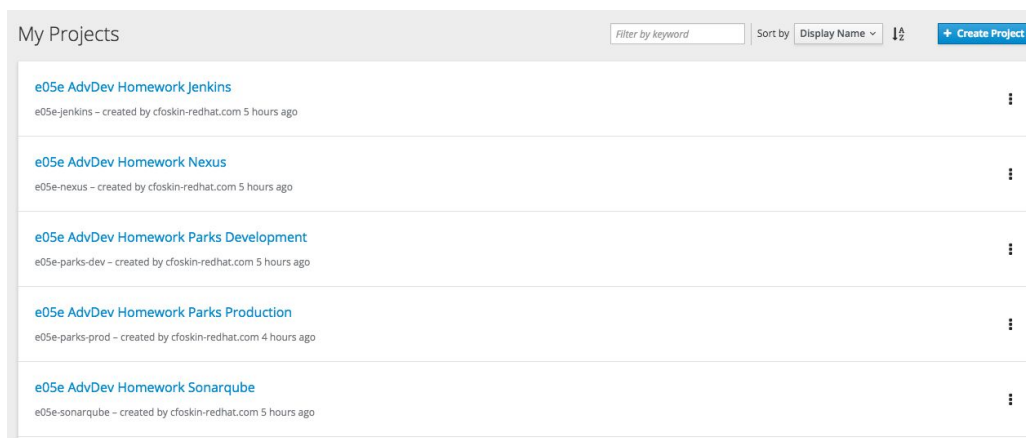 My Projects
Filter by keyword
Sort by Display Name
A
Z
+ Create Project
e05e AdvDev Homework Jenkins
e05e-jenkins – created by cfoskin-redhat.com 5 hours ago
e05e AdvDev Homework Nexus
e05e-nexus – created by cfoskin-redhat.com 5 hours ago
e05e AdvDev Homework Parks Development
e05e-parks-dev – created by cfoskin-redhat.com 5 hours ago
e05e AdvDev Homework Parks Production
e05e-parks-prod – created by cfoskin-redhat.com 4 hours ago
e05e AdvDev Homework Sonarqube
e05e-sonarqube – created by cfoskin-redhat.com 5 hours ago